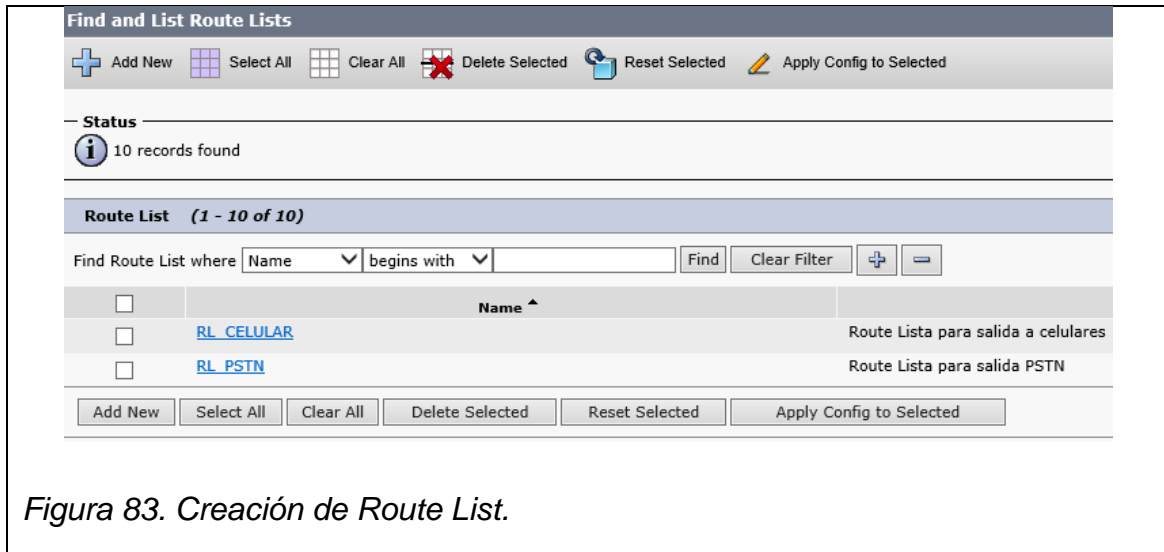 Find and List Route Lists
Add New Select All Clear All Delete Selected Reset Selected Apply Config to Selected
Status
i 10 records found
Route List (1 - 10 of 10)
Find Route List where Name begins with Find Clear Filter
Name
RL_CELULAR Route Lista para salida a celulares
RL_PSTN Route Lista para salida PSTN
Add New Select All Clear All Delete Selected Reset Selected Apply Config to Selected
Figura 83. Creación de Route List.